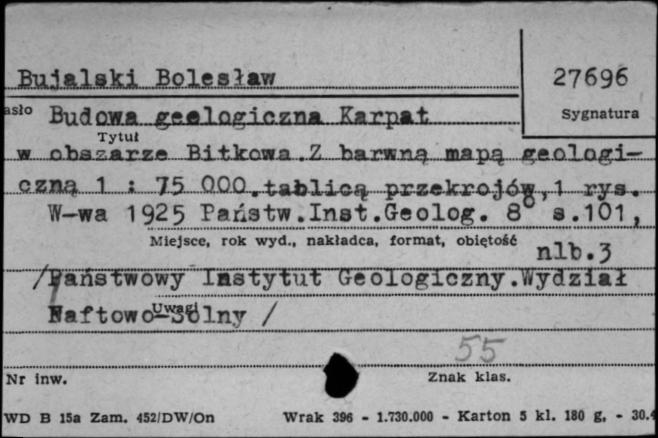 Bujalski Bolesław
27696
asło Budowa geologiczna Karpat
Sygnatura
Tytuł
w obszarze Bitkowa.Z barwną mapą geologi-
czną 1 : 75 000.tablicą przekrojów,1 rys.
W-wa 1925 Państw.Inst.Geolog. 8° s.101,
Miejsce, rok wyd., nakładca, format, objętość
nlb.3
/Państwowy Instytut Geologiczny.Wydział
Uwagi
Naftowo-Solny /
55
Nr inw.
Znak klas.
WD B 15a Zam. 452/DW/On Wrak 396 - 1.730.000 - Karton 5 kl. 180 g. - 30.4